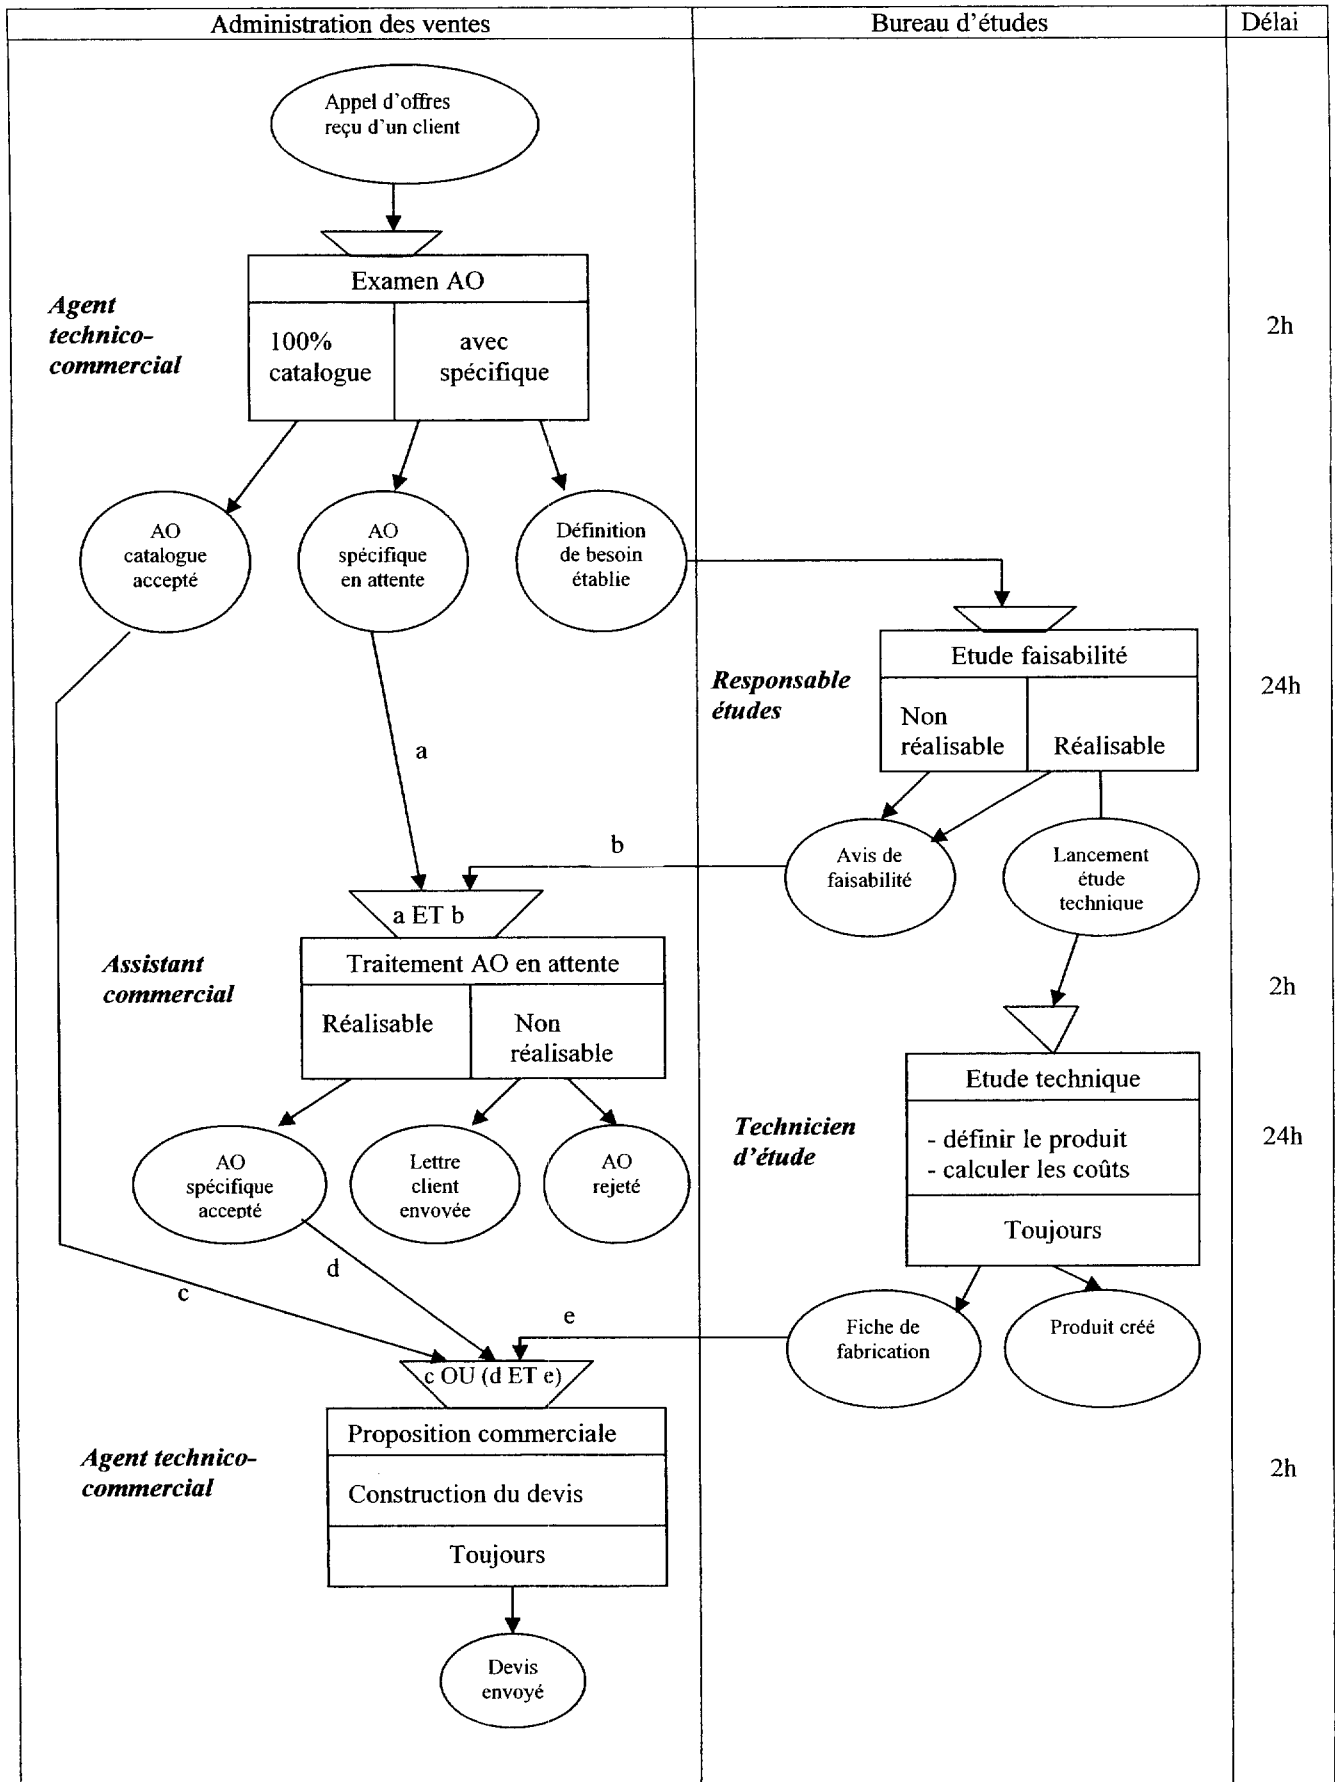 Administration des ventes
Bureau d'études
Délai
Appel d'offres
reçu d'un client
Examen AO
Agent
technico-
commercial
100%
catalogue
avec
spécifique
2h
AO
catalogue
accepté
AO
spécifique
en attente
Définition
de besoin
établie
Etude faisabilité
Responsable
études
Non
réalisable
Réalisable
24h
a
b
Avis de
faisabilité
Lancement
étude
technique
a ET b
Assistant
commercial
Traitement AO en attente
Réalisable
Non
réalisable
2h
Etude technique
Technicien
d'étude
- définir le produit
- calculer les coûts
Toujours
24h
AO
spécifique
accepté
Lettre
client
envoyée
AO
rejeté
c
d
e
Fiche de
fabrication
Produit créé
c OU (d ET e)
Proposition commerciale
Agent technico-
commercial
Construction du devis
Toujours
2h
Devis
envoyé